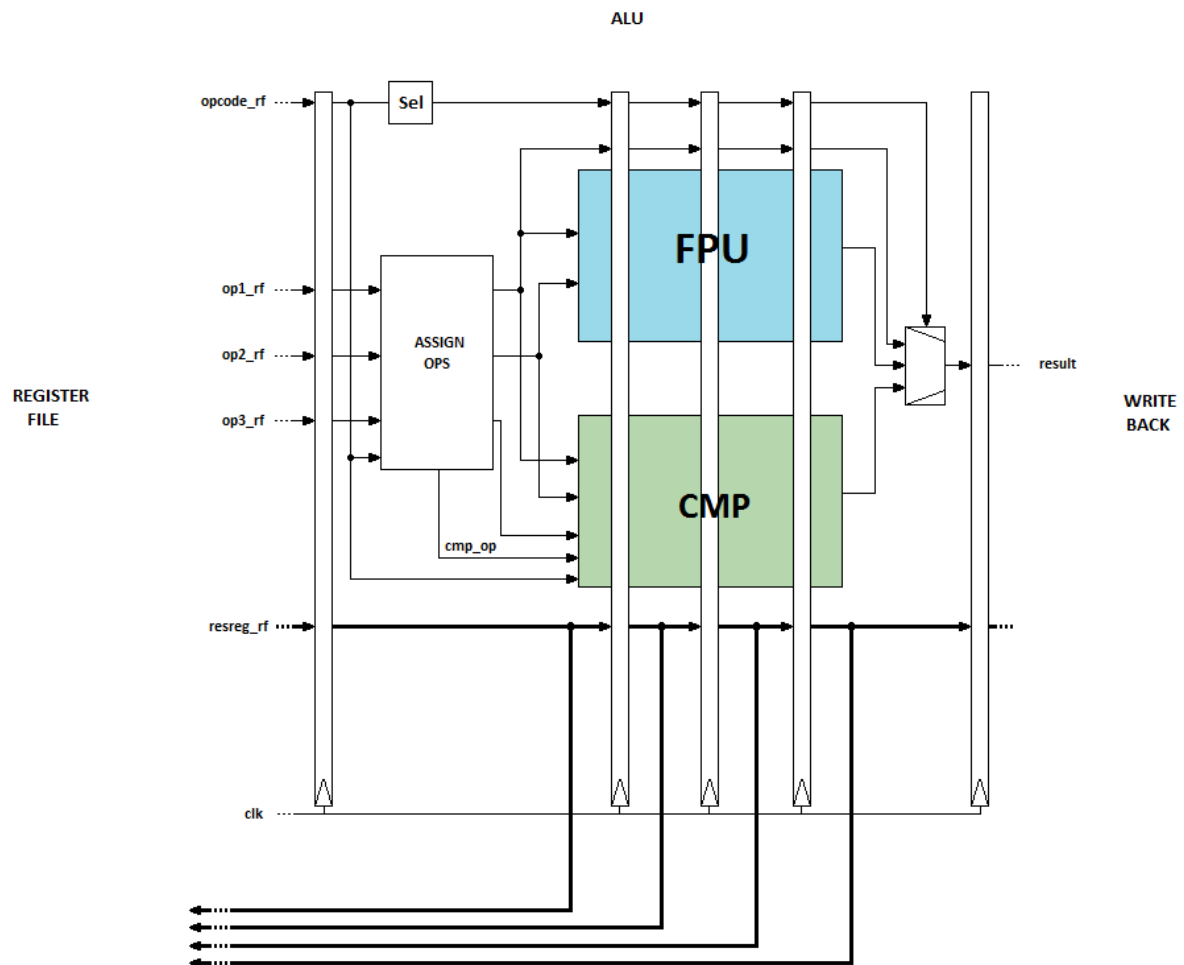 ALU
opcode_rf
Sel
FPU
op1_rf
ASSIGN
OPS
op2_rf
result
REGISTER
FILE
WRITE
BACK
op3_rf
CMP
cmp_op
resreg_rf
clk